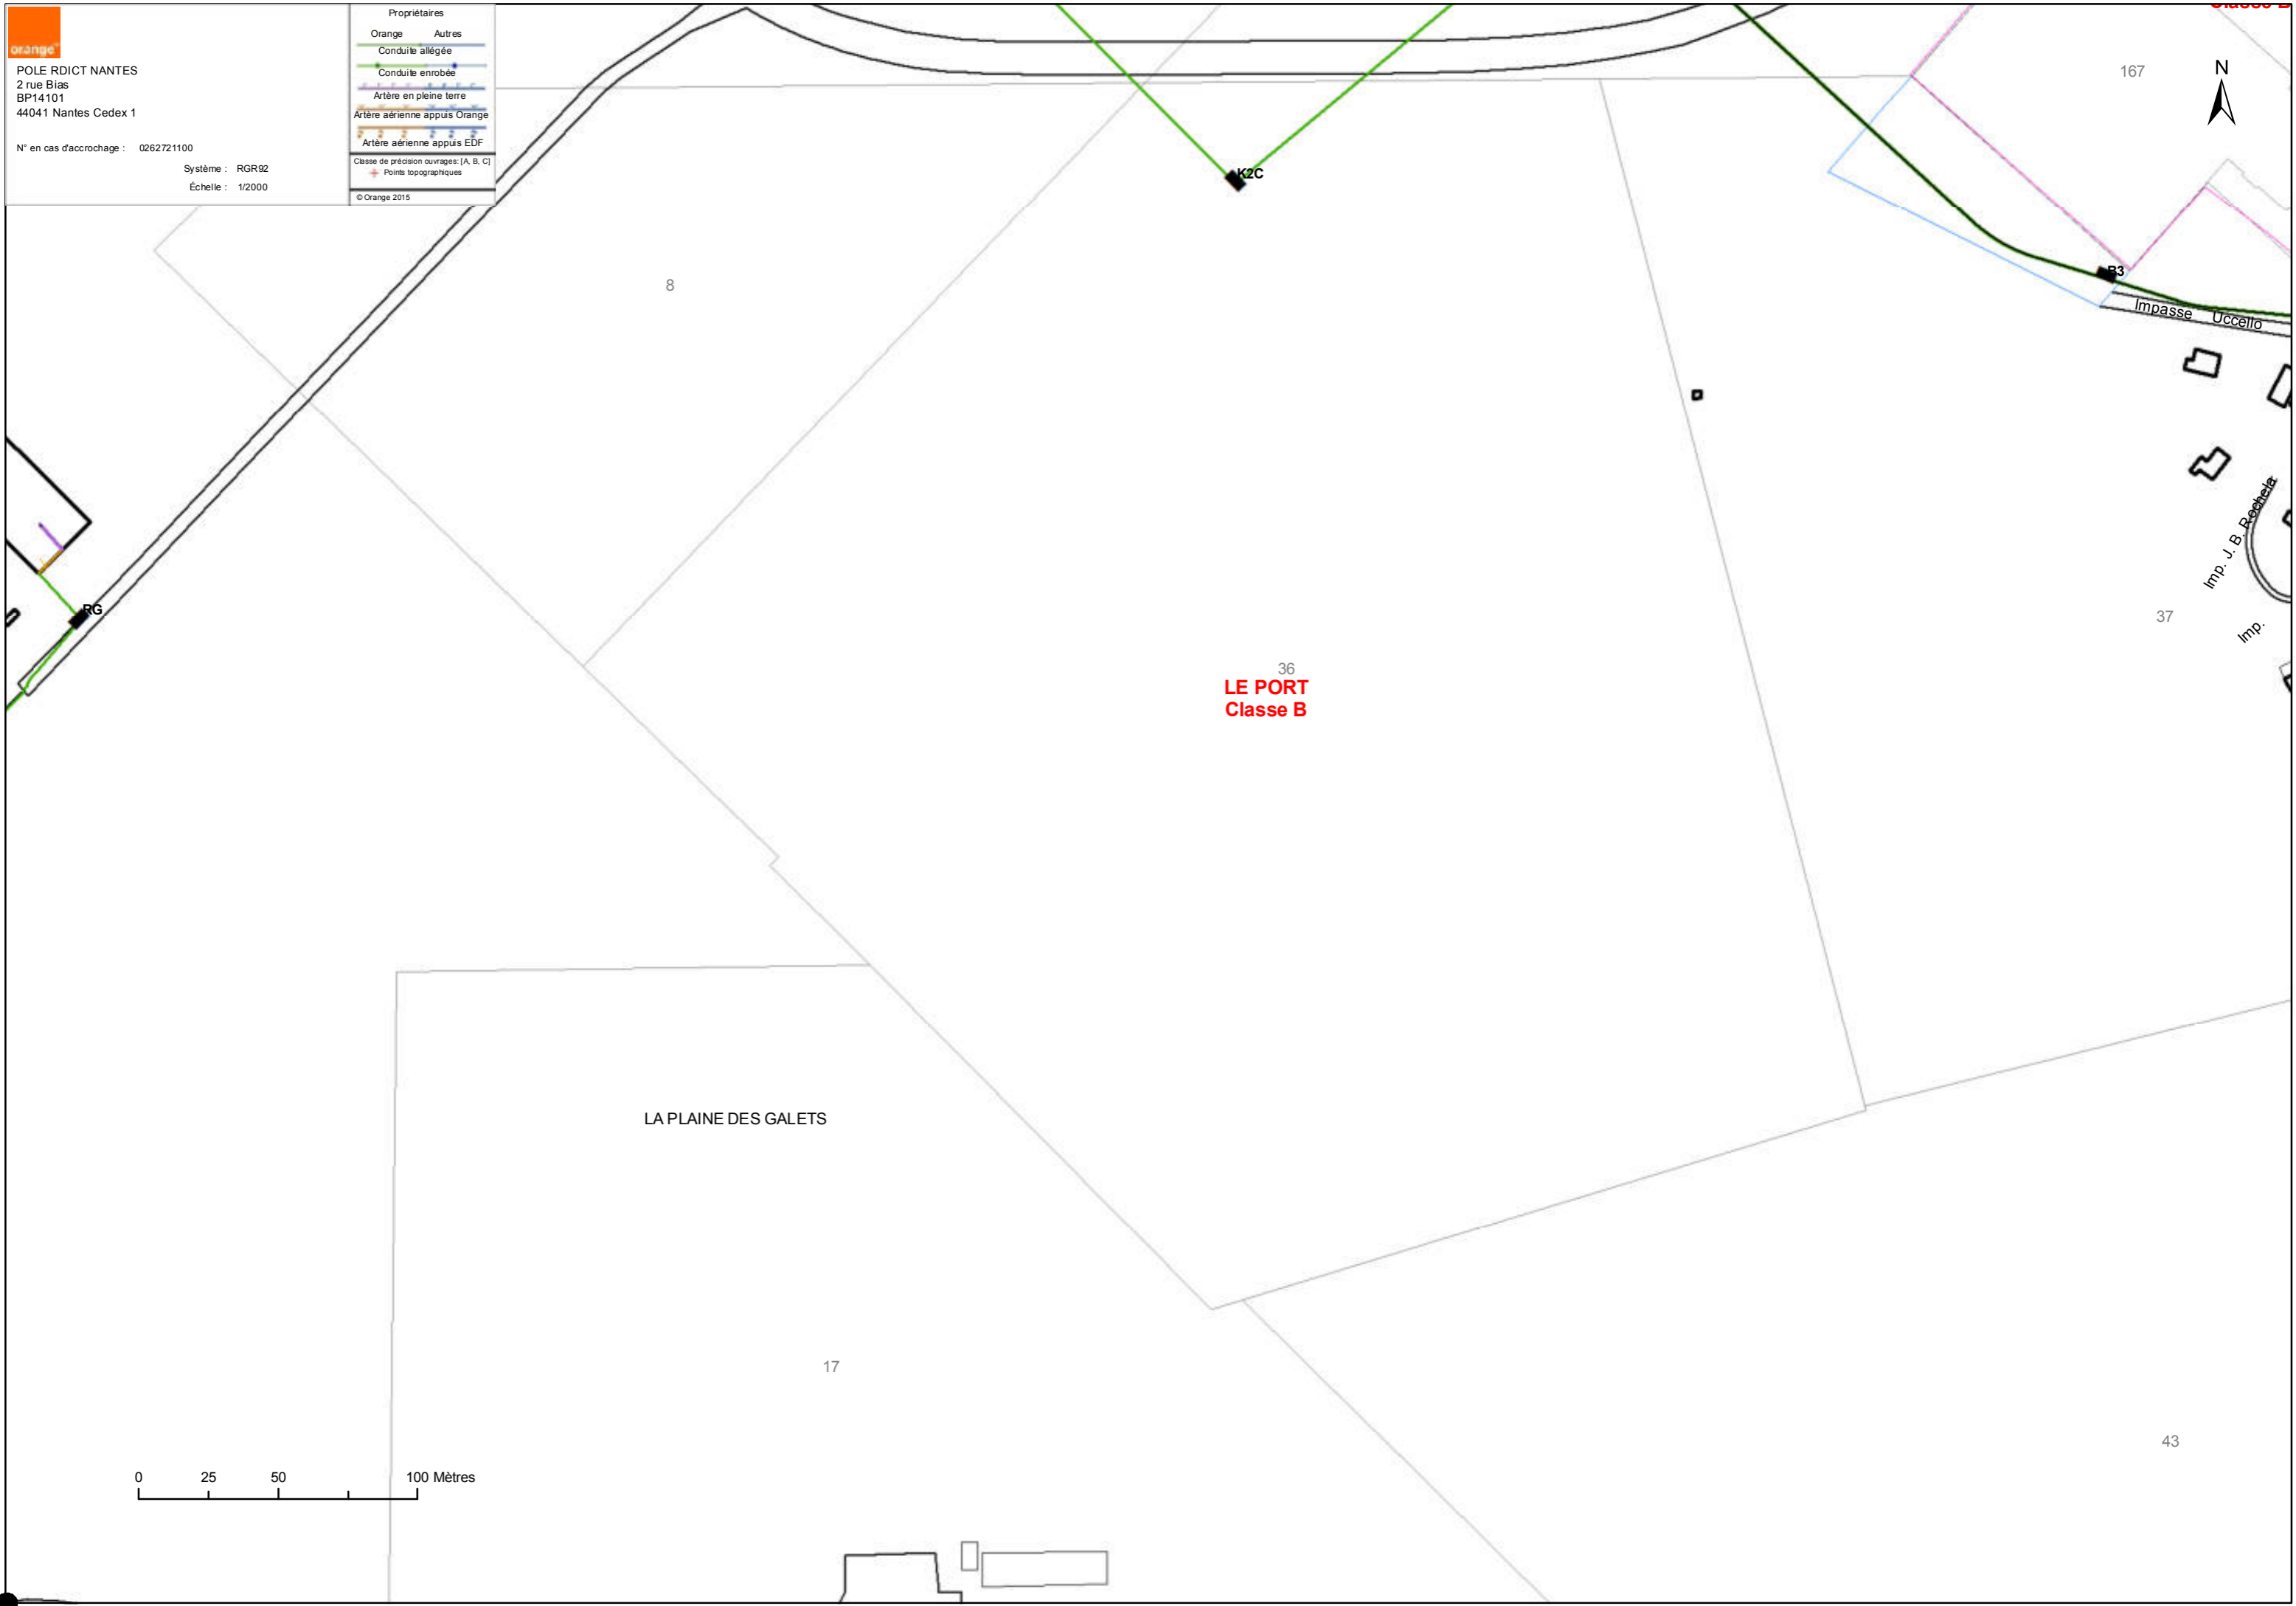 orange™
POLE RDICT NANTES
2 rue Bias
BP14101
44041 Nantes Cedex 1
N° en cas d'accrochage : 0262721100
Système : RGR92
Échelle : 1/2000
Propriétaires
Orange Autres
Conduite allégée
Conduite enrobée
Artère en pleine terre
Artère aérienne appuis Orange
Artère aérienne appuis EDF
Classe de précision ouvrages: [A, B, C]
Points topographiques
© Orange 2015
Classe B
167
N
K2C
B3
8
Impasse Uccello
Imp. J. B. Rochela
RG
37
Imp.
36
LE PORT
Classe B
LA PLAINE DES GALETS
17
43
0 25 50 100 Mètres